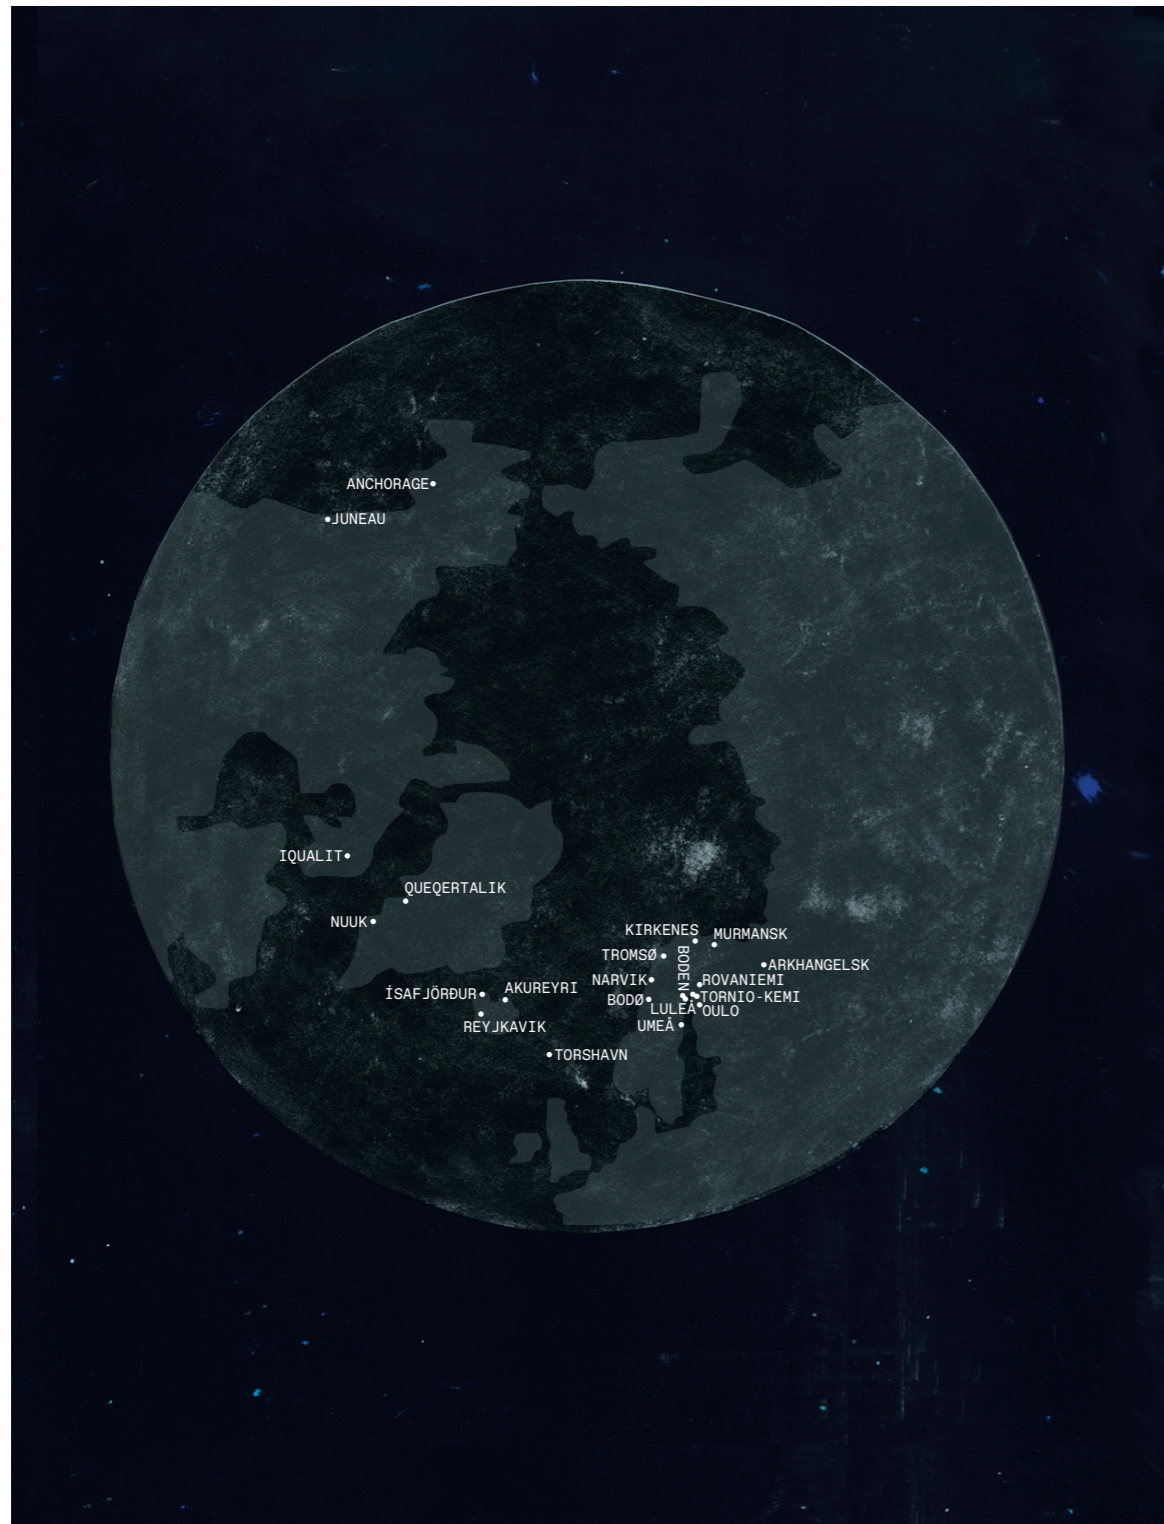 ANCHORAGE
JUNEAU
IQUALIT
QUEQERTALIK
NUUK
KIRKENES
MURMANSK
TROMSØ
BODEN
ARKHANGELSK
NARVIK
ROVANIEMI
ÍSAFJÖRÐUR
AKUREYRI
BODØ
TORNIO-KEMI
LULEÅ
OULO
REYJKAVIK
UMEÅ
TORSHAVN